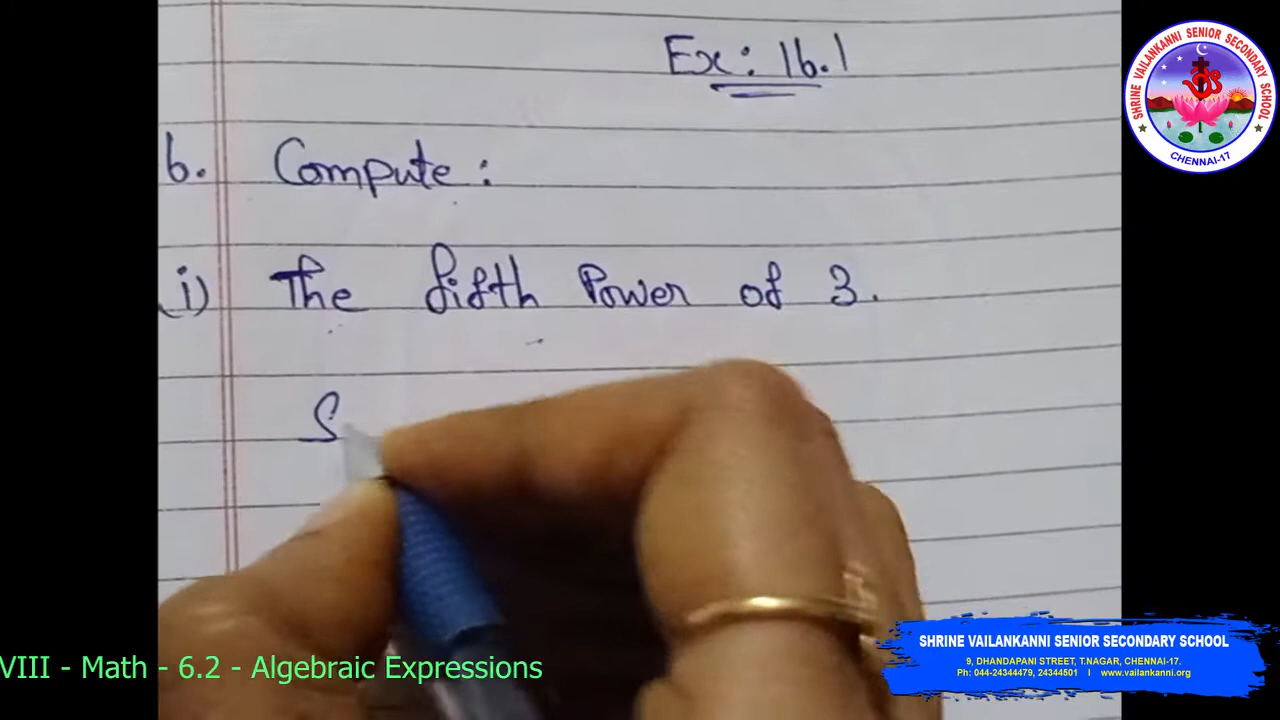 Ex: 16.1
SHRINE VAILANKANNI SENIOR SECONDARY SCHOOL
CHENNAI-17
6. Compute:
i) The fifth Power of 3.
S
VIII - Math - 6.2 - Algebraic Expressions
SHRINE VAILANKANNI SENIOR SECONDARY SCHOOL
9, DHANDAPANI STREET, T.NAGAR, CHENNAI-17.
Ph: 044-24344479, 24344501 I www.vailankanni.org